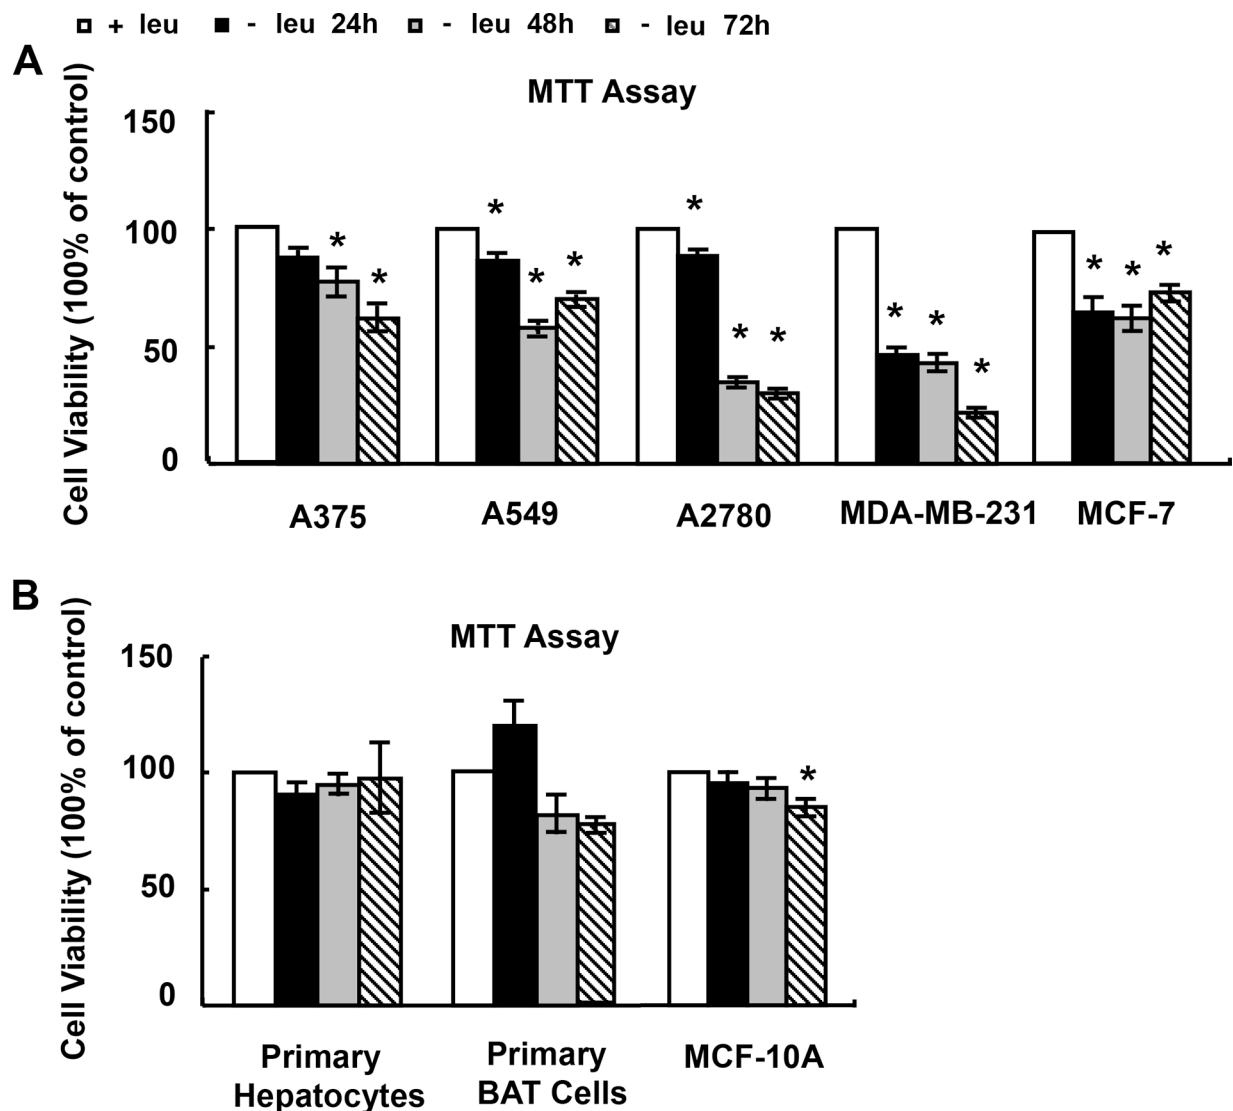 + leu - leu 24h - leu 48h - leu 72h
A
MTT Assay
Cell Viability (100% of control)
150
100
50
0
* * * * * * * * * * * * * *
A375 A549 A2780 MDA-MB-231 MCF-7
B
MTT Assay
Cell Viability (100% of control)
150
100
50
0
*
Primary Hepatocytes
Primary BAT Cells
MCF-10A